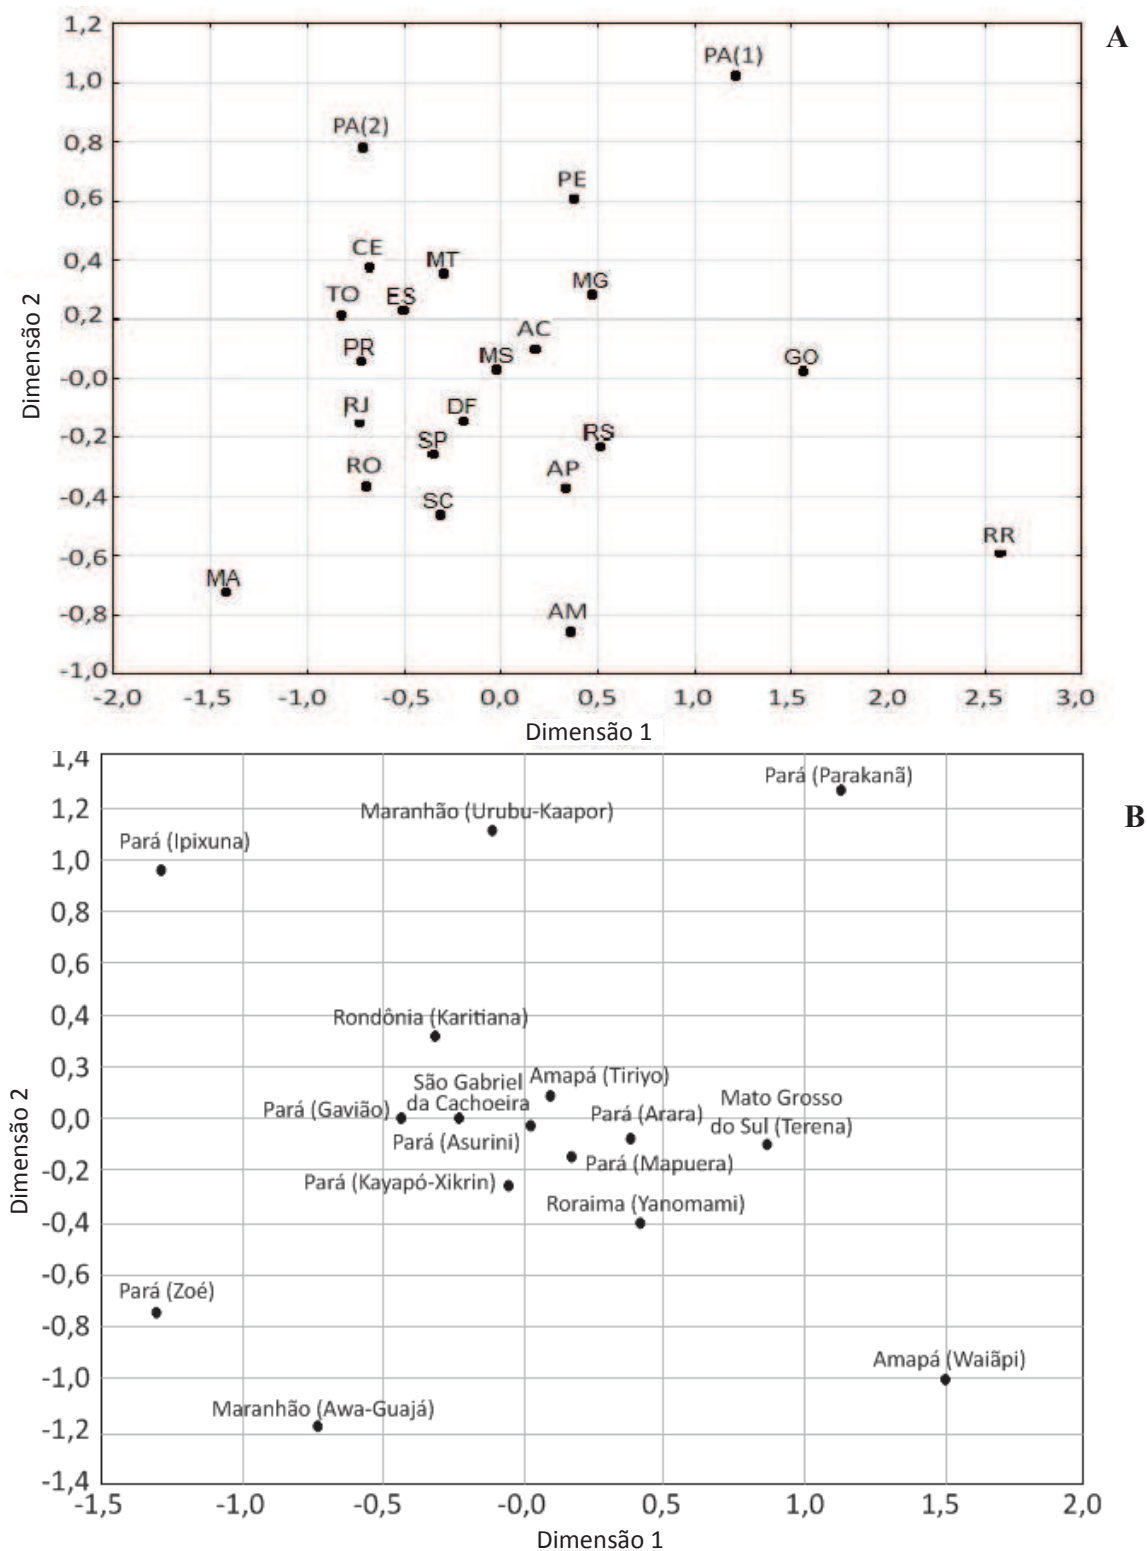 A
1,2
1,0
0,8
0,6
0,4
0,2
-0,0
-0,2
-0,4
-0,6
-0,8
-1,0
Dimensão 2
PA(1)
PA(2)
PE
CE
MT
MG
TO
ES
AC
PR
MS
GO
RJ
DF
SP
RS
RO
AP
SC
RR
MA
AM
-2,0 -1,5 -1,0 -0,5 0,0 0,5 1,0 1,5 2,0 2,5 3,0
Dimensão 1
B
1,4
1,2
1,0
0,8
0,6
0,4
0,3
0,0
-0,2
-0,4
-0,6
-0,8
-1,0
-1,2
-1,4
Dimensão 2
Pará (Parakanã)
Maranhão (Urubu-Kaapor)
Pará (Ipixuna)
Rondônia (Karitiana)
São Gabriel
da Cachoeira
Amapá (Tiriyo)
Pará (Gavião)
Pará (Arara)
Mato Grosso
do Sul (Terena)
Pará (Asurini)
Pará (Mapuera)
Pará (Kayapó-Xikrin)
Roraima (Yanomami)
Pará (Zoé)
Amapá (Waiãpi)
Maranhão (Awa-Guajá)
-1,5 -1,0 -0,5 -0,0 0,5 1,0 1,5 2,0
Dimensão 1